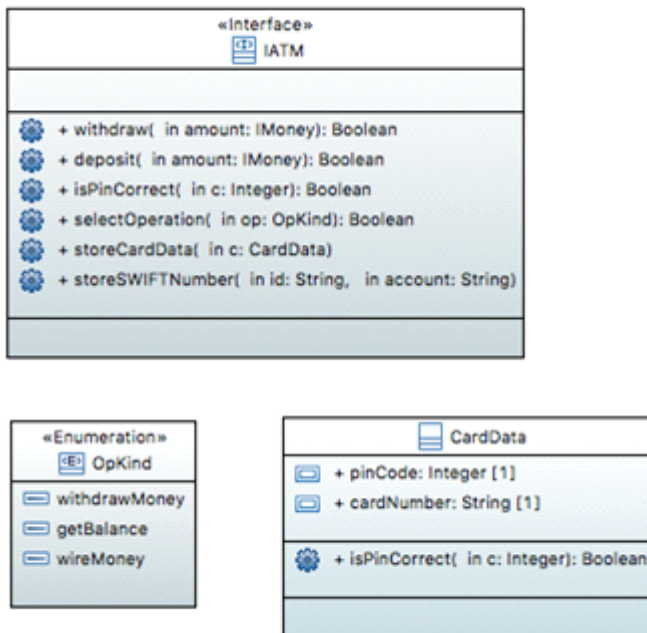 «Interface»
IATM
+ withdraw( in amount: IMoney): Boolean
+ deposit( in amount: IMoney): Boolean
+ isPinCorrect( in c: Integer): Boolean
+ selectOperation( in op: OpKind): Boolean
+ storeCardData( in c: CardData)
+ storeSWIFTNumber( in id: String, in account: String)
«Enumeration»
OpKind
withdrawMoney
getBalance
wireMoney
CardData
+ pinCode: Integer [1]
+ cardNumber: String [1]
+ isPinCorrect( in c: Integer): Boolean